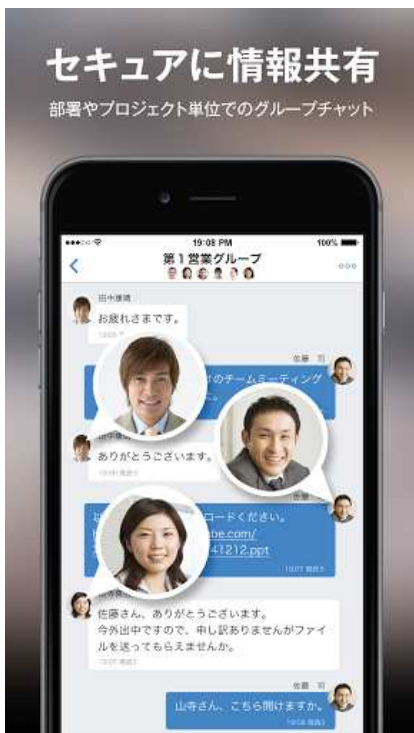 セキュアに情報共有
部署やプロジェクト単位でのグループチャット
19:08 PM
100%
第1営業グループ
お疲れさまです。
佐藤 司
けのチームミーティング
ありがとうございます。
佐藤 司
ロードください。
be.com/
41212.ppt
佐藤さん、ありがとうございます。
今外出中ですので、申し訳ありませんがファイ
ルを送ってもらえませんか。
佐藤 司
山寺さん、こちら開けますか。